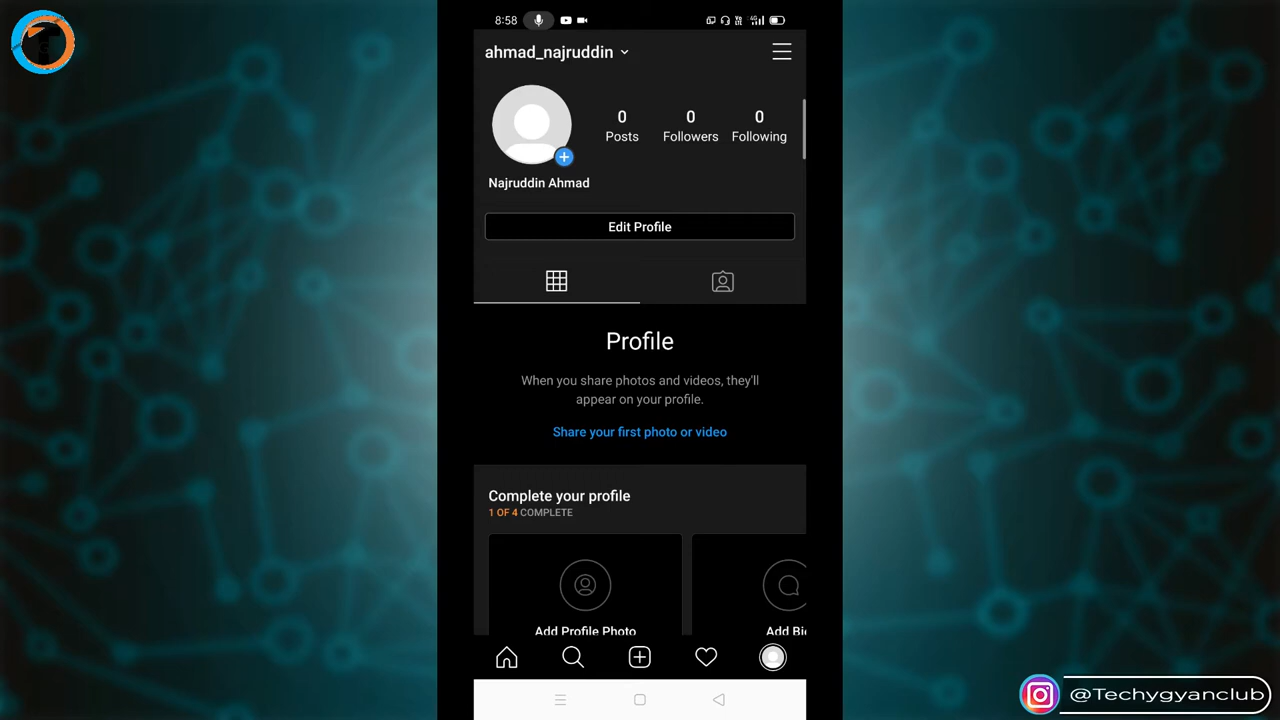 8:58
ahmad_najruddin
0 0 0
Posts Followers Following
Najruddin Ahmad
Edit Profile
Profile
When you share photos and videos, they'll
appear on your profile.
Share your first photo or video
Complete your profile
1 OF 4 COMPLETE
Add Profile Photo
Add
@Techygyanclub